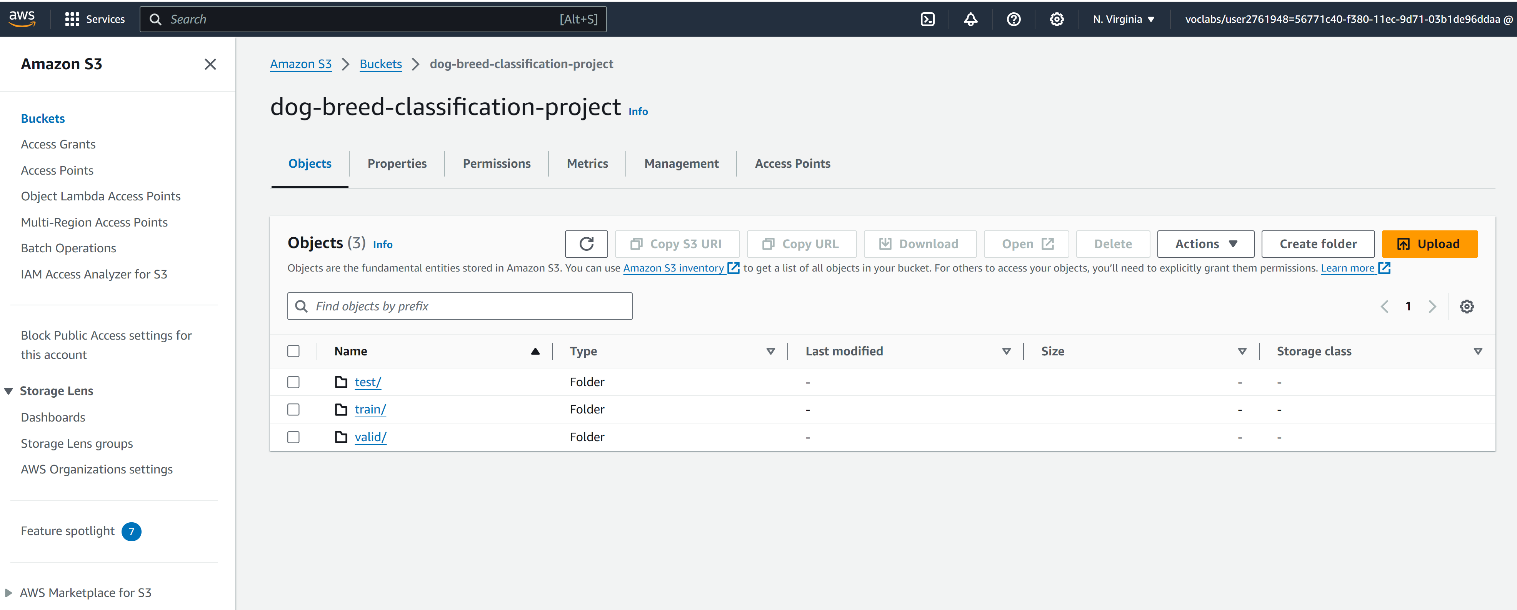 aws Services Search [Alt+S] N. Virginia voclabs/user2761948=56771c40-f380-11ec-9d71-03b1de96ddaa @
Amazon S3
Buckets
Access Grants
Access Points
Object Lambda Access Points
Multi-Region Access Points
Batch Operations
IAM Access Analyzer for S3
Block Public Access settings for
this account
Storage Lens
Dashboards
Storage Lens groups
AWS Organizations settings
Feature spotlight 7
AWS Marketplace for S3
Amazon S3 Buckets dog-breed-classification-project
dog-breed-classification-project Info
Objects Properties Permissions Metrics Management Access Points
Objects (3) Info Copy S3 URI Copy URL Download Open Delete Actions Create folder Upload
Objects are the fundamental entities stored in Amazon S3. You can use Amazon S3 inventory to get a list of all objects in your bucket. For others to access your objects, you'll need to explicitly grant them permissions. Learn more
Find objects by prefix 1
Name Type Last modified Size Storage class
test/ Folder - - -
train/ Folder - - -
valid/ Folder - - -